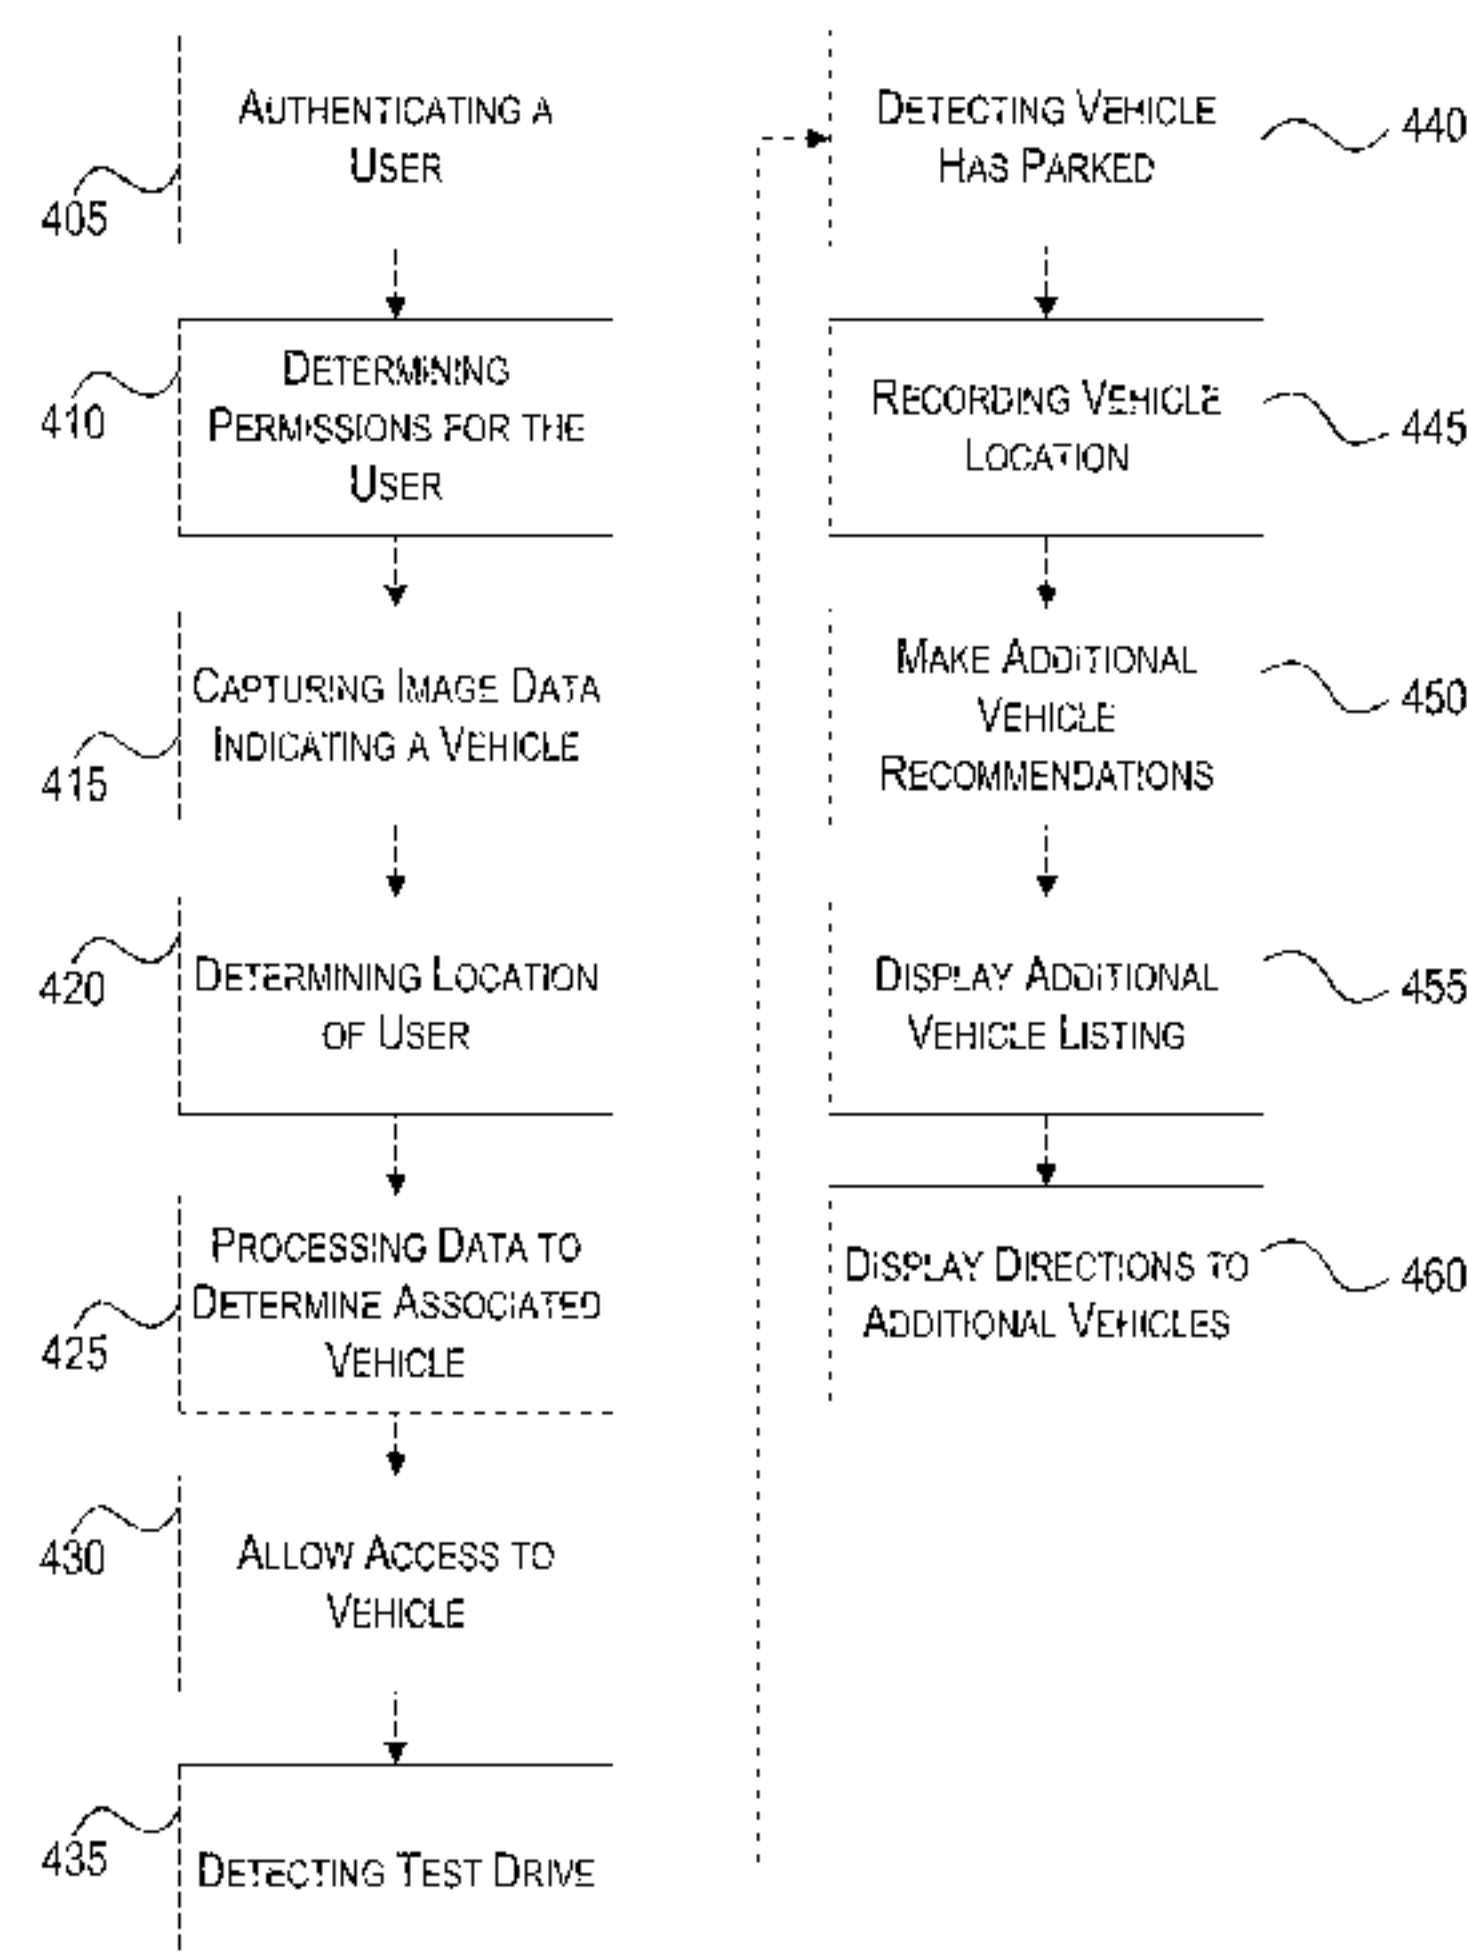 AUTHENTICATING A
USER
405
DETERMINING
PERMISSIONS FOR THE
USER
410
CAPTURING IMAGE DATA
INDICATING A VEHICLE
415
DETERMINING LOCATION
OF USER
420
PROCESSING DATA TO
DETERMINE ASSOCIATED
VEHICLE
425
ALLOW ACCESS TO
VEHICLE
430
DETECTING TEST DRIVE
435
DETECTING VEHICLE
HAS PARKED
440
RECORDING VEHICLE
LOCATION
445
MAKE ADDITIONAL
VEHICLE
RECOMMENDATIONS
450
DISPLAY ADDITIONAL
VEHICLE LISTING
455
DISPLAY DIRECTIONS TO
ADDITIONAL VEHICLES
460